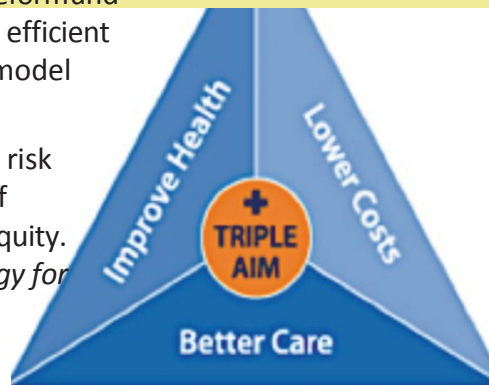 efficient
model
risk
f
quity.
gy for
Improve Health
Lower Costs
+
TRIPLE
AIM
Better Care